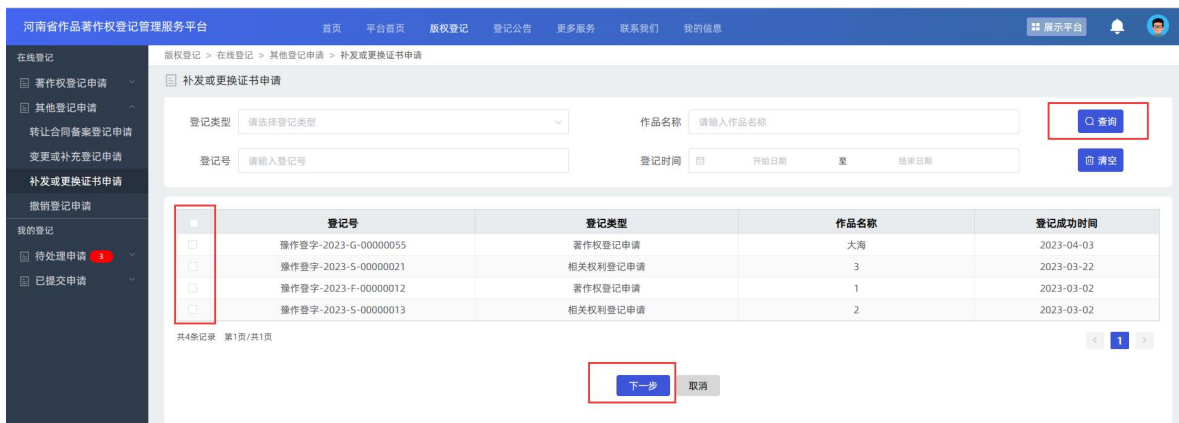 河南省作品著作权登记管理服务平台 首页 平台首页 版权登记 登记公告 更多服务 联系我们 我的信息 展示平台
在线登记
著作权登记申请
其他登记申请
转让合同备案登记申请
变更或补充登记申请
补发或更换证书申请
撤销登记申请
我的登记
待处理申请 3
已提交申请
版权登记 > 在线登记 > 其他登记申请 > 补发或更换证书申请
补发或更换证书申请
登记类型 请选择登记类型 作品名称 请输入作品名称 查询
登记号 请输入登记号 登记时间 开始日期 至 结束日期 清空
登记号 登记类型 作品名称 登记成功时间
豫作登字-2023-G-00000055 著作权登记申请 大海 2023-04-03
豫作登字-2023-S-00000021 相关权利登记申请 3 2023-03-22
豫作登字-2023-F-00000012 著作权登记申请 1 2023-03-02
豫作登字-2023-S-00000013 相关权利登记申请 2 2023-03-02
共4条记录 第1页/共1页 < 1 >
下一步 取消